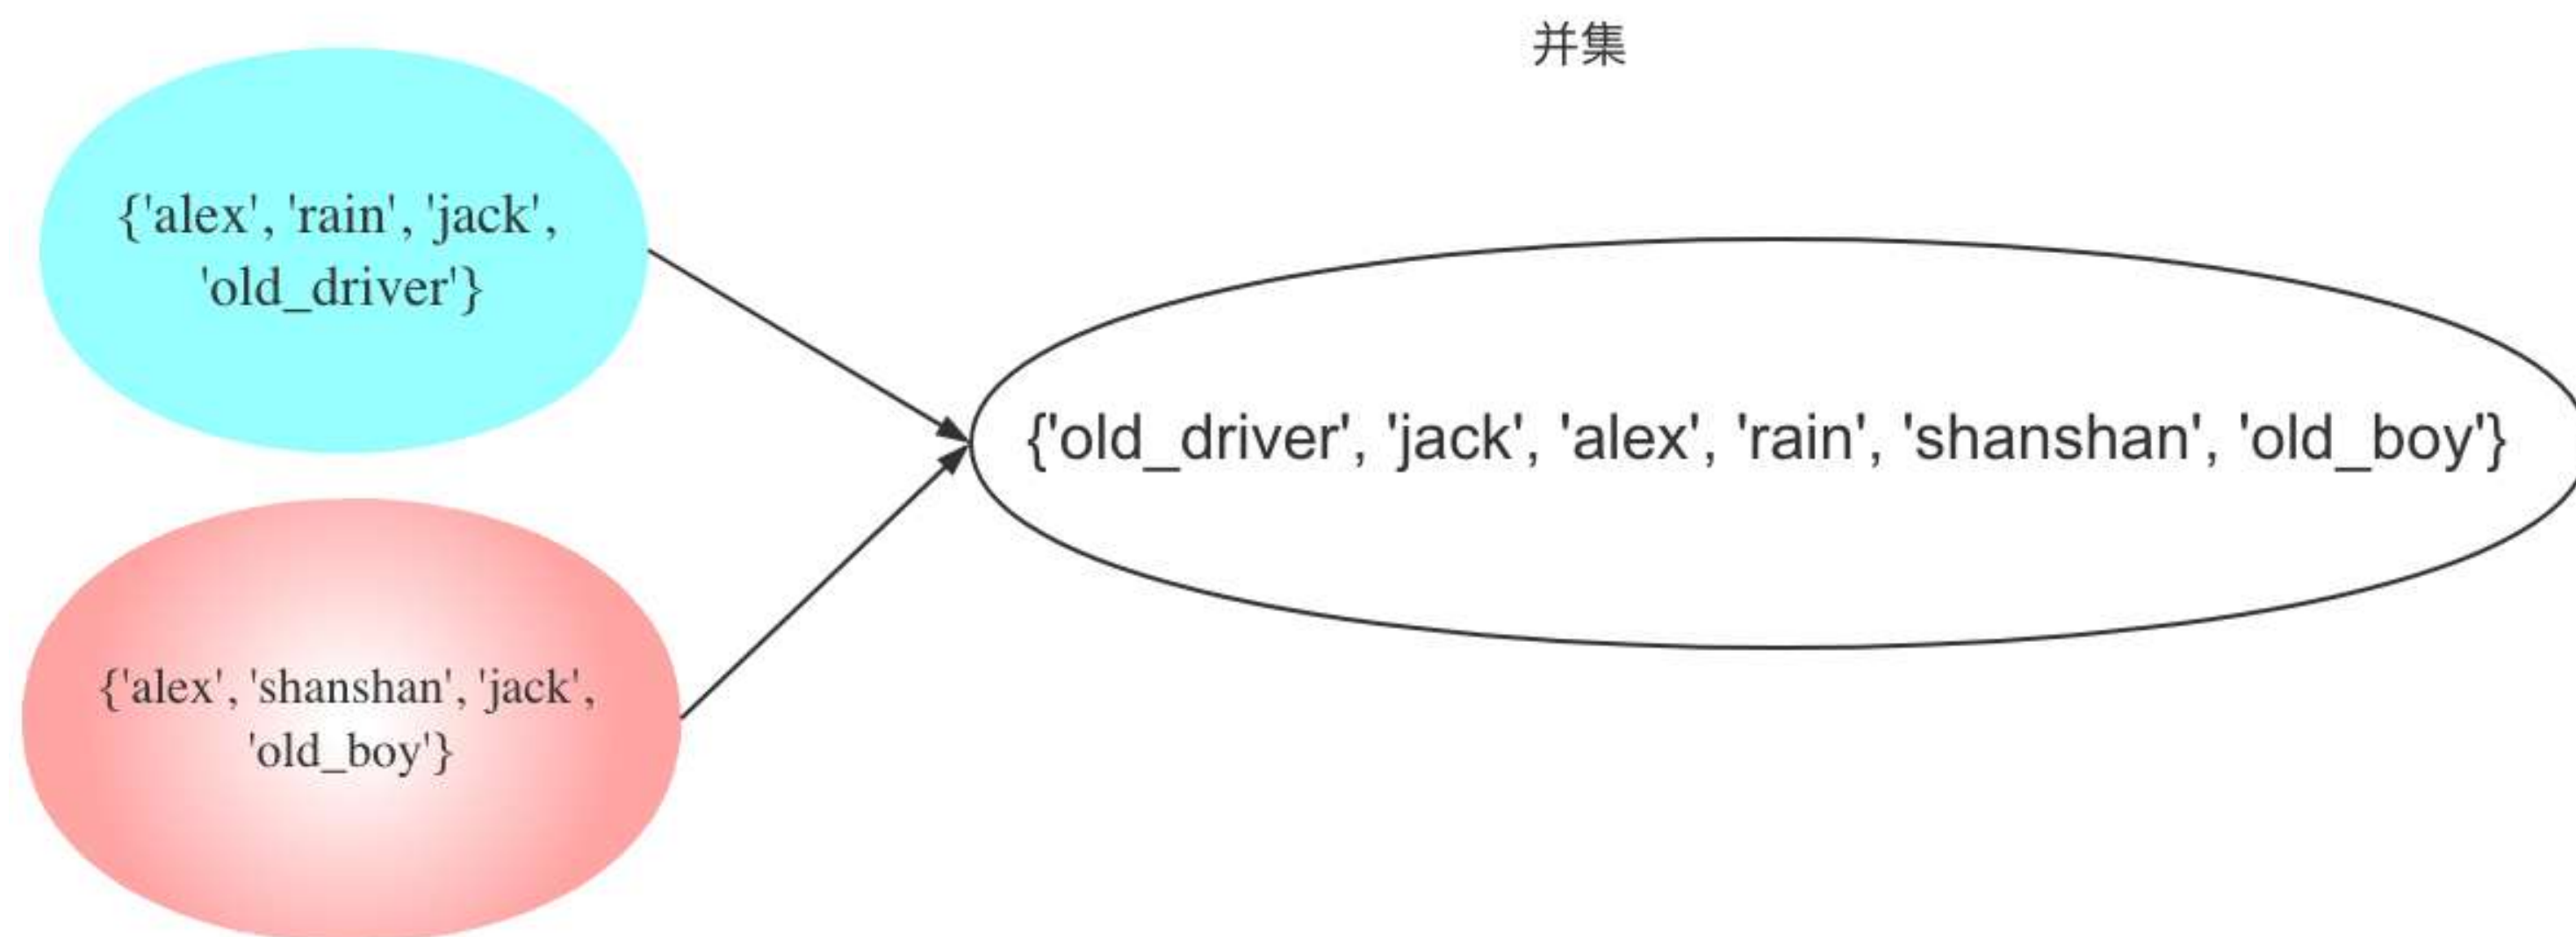 并集
{'alex', 'rain', 'jack',
'old_driver'}
{'old_driver', 'jack', 'alex', 'rain', 'shanshan', 'old_boy'}
{'alex', 'shanshan', 'jack',
'old_boy'}